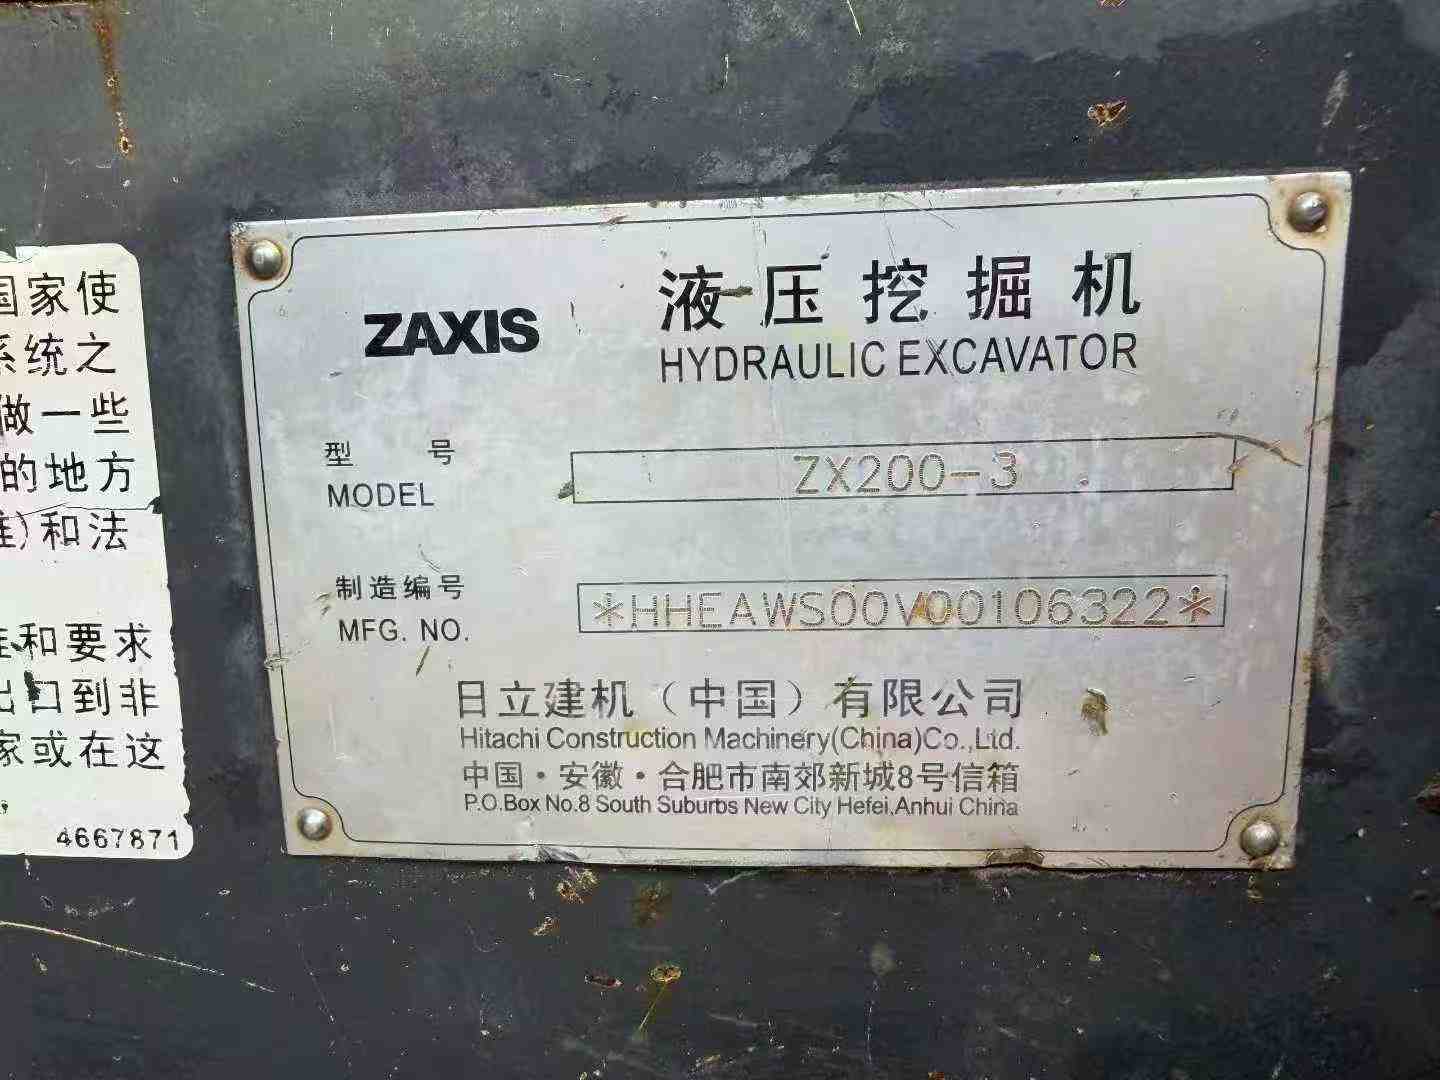 国家使
系统之
做一些
的地方
准)和法
和要求
出口到非
家或在这
4667871
ZAXIS
液压挖掘机
HYDRAULIC EXCAVATOR
型号
MODEL
ZX200-3
制造编号
MFG. NO.
*HHEAWS00V00106322*
日立建机（中国）有限公司
Hitachi Construction Machinery(China)Co.,Ltd.
中国·安徽·合肥市南郊新城8号信箱
P.O.Box No.8 South Suburbs New City Hefei,Anhui China